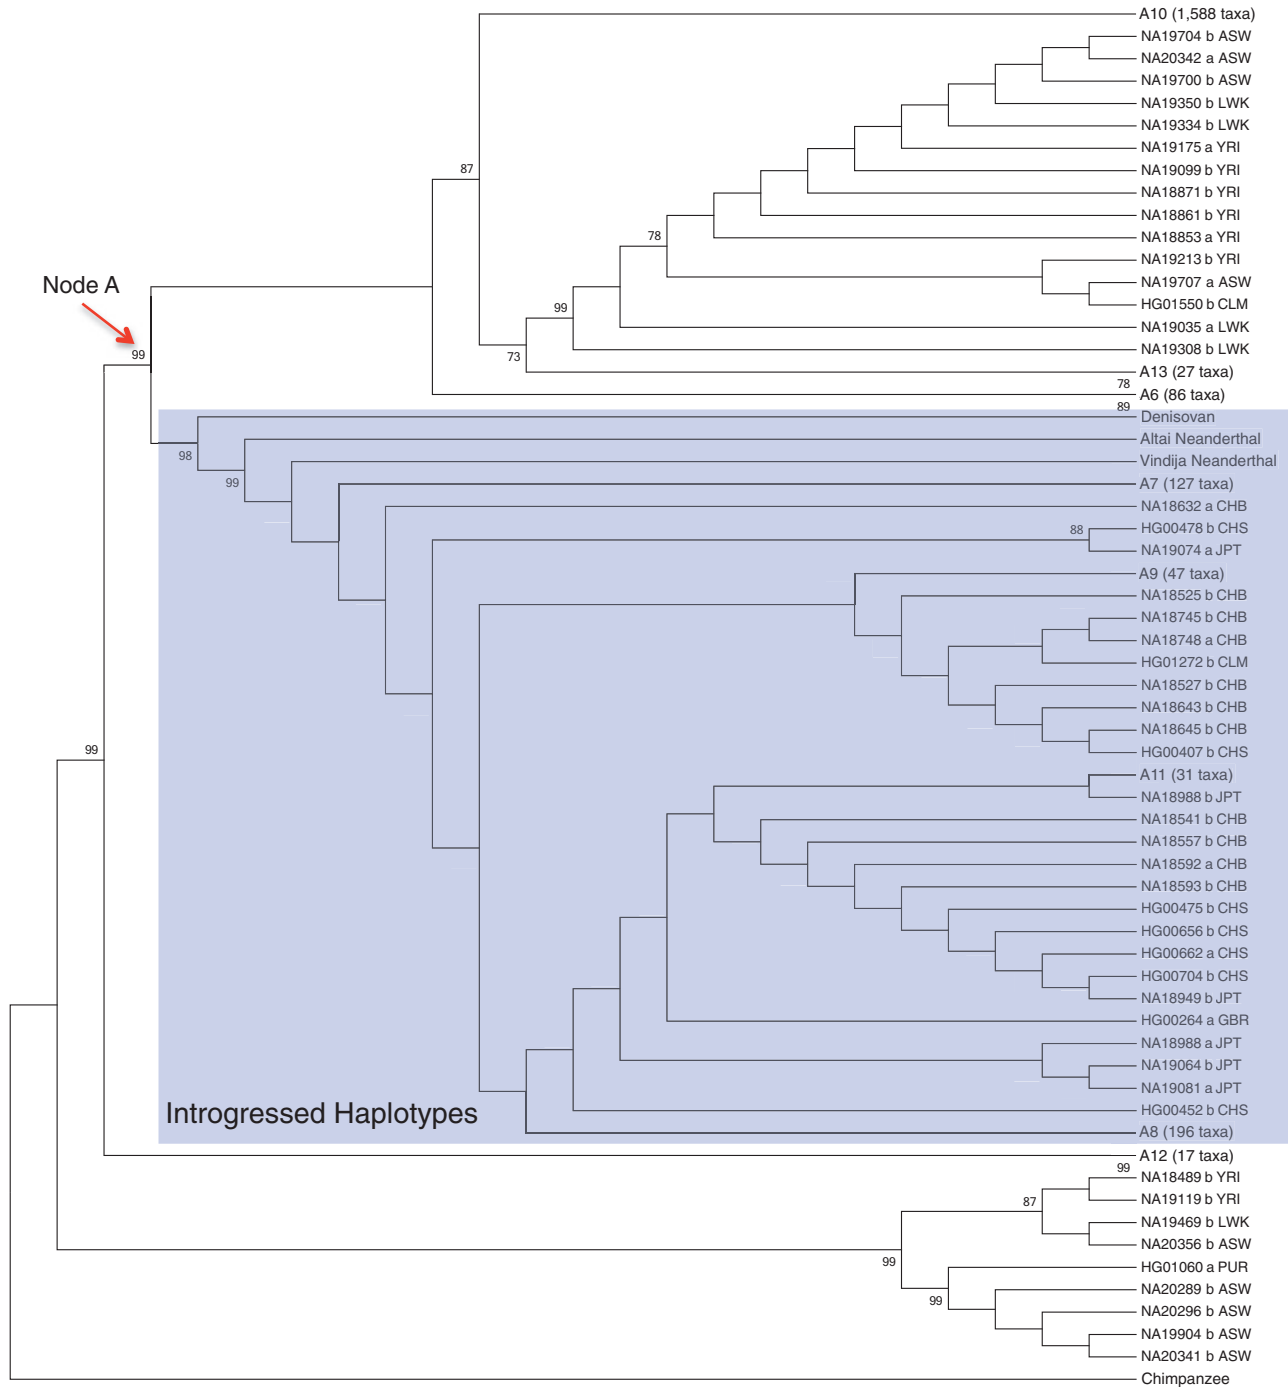 A10 (1,588 taxa)
NA19704 b ASW
NA20342 a ASW
NA19700 b ASW
NA19350 b LWK
NA19334 b LWK
NA19175 a YRI
NA19099 b YRI
87
NA18871 b YRI
NA18861 b YRI
78
NA18853 a YRI
NA19213 b YRI
Node A
NA19707 a ASW
HG01550 b CLM
99
NA19035 a LWK
99
NA19308 b LWK
73
A13 (27 taxa)
78
A6 (86 taxa)
89
Denisovan
Altai Neanderthal
98
Vindija Neanderthal
99
A7 (127 taxa)
NA18632 a CHB
88
HG00478 b CHS
NA19074 a JPT
A9 (47 taxa)
NA18525 b CHB
NA18745 b CHB
NA18748 a CHB
HG01272 b CLM
NA18527 b CHB
NA18643 b CHB
NA18645 b CHB
99
HG00407 b CHS
A11 (31 taxa)
NA18988 b JPT
NA18541 b CHB
NA18557 b CHB
NA18592 a CHB
NA18593 b CHB
HG00475 b CHS
HG00656 b CHS
HG00662 a CHS
HG00704 b CHS
NA18949 b JPT
HG00264 a GBR
NA18988 a JPT
NA19064 b JPT
NA19081 a JPT
Introgressed Haplotypes
HG00452 b CHS
A8 (196 taxa)
A12 (17 taxa)
99
NA18489 b YRI
87
NA19119 b YRI
NA19469 b LWK
NA20356 b ASW
99
HG01060 a PUR
NA20289 b ASW
99
NA20296 b ASW
NA19904 b ASW
NA20341 b ASW
Chimpanzee